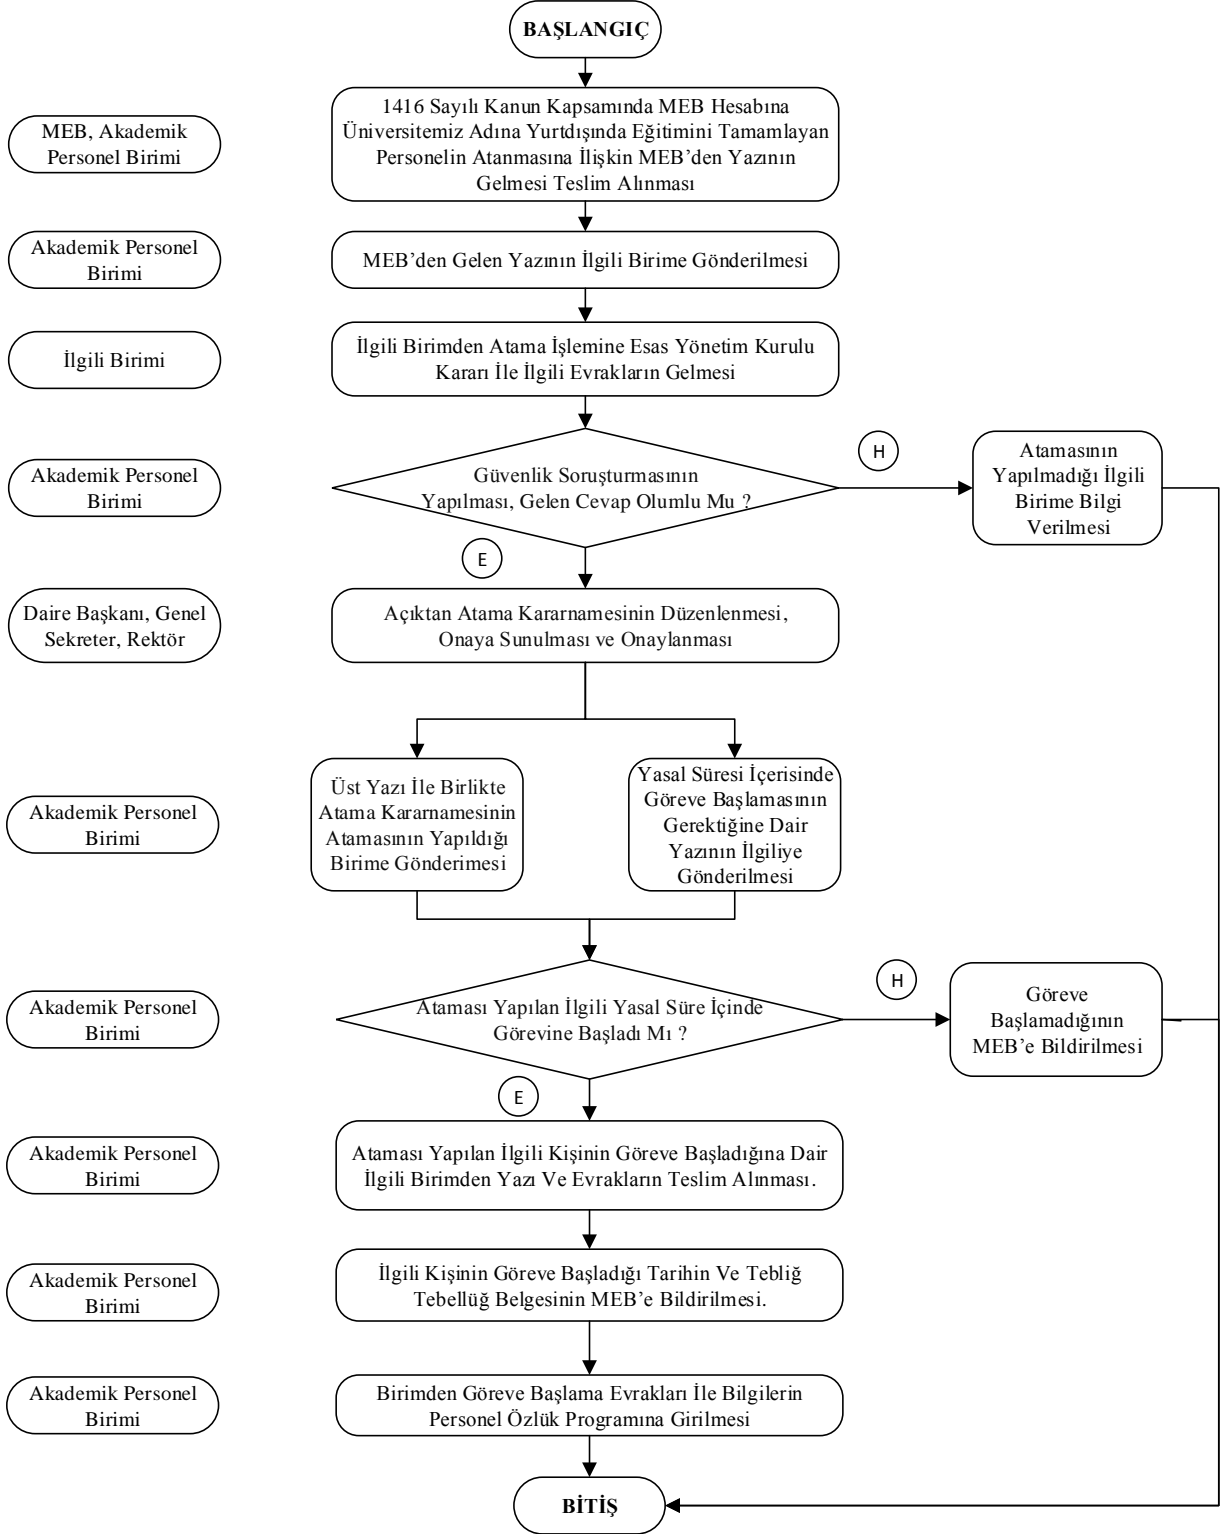 BAŞLANGIÇ
MEB, Akademik
Personel Birimi
1416 Sayılı Kanun Kapsamında MEB Hesabına
Üniversitemiz Adına Yurtdışında Eğitimini Tamamlayan
Personelin Atanmasına İlişkin MEB’den Yazının
Gelmesi Teslim Alınması
Akademik Personel
Birimi
MEB’den Gelen Yazının İlgili Birime Gönderilmesi
İlgili Birimi
İlgili Birimden Atama İşlemine Esas Yönetim Kurulu
Kararı İle İlgili Evrakların Gelmesi
Akademik Personel
Birimi
Güvenlik Soruşturmasının
Yapılması, Gelen Cevap Olumlu Mu ?
H
Atamasının
Yapılmadığı İlgili
Birime Bilgi
Verilmesi
E
Daire Başkanı, Genel
Sekreter, Rektör
Açıktan Atama Kararnamesinin Düzenlenmesi,
Onaya Sunulması ve Onaylanması
Akademik Personel
Birimi
Üst Yazı İle Birlikte
Atama Kararnamesinin
Atamasının Yapıldığı
Birime Gönderimesi
Yasal Süresi İçerisinde
Göreve Başlamasının
Gerektiğine Dair
Yazının İlgiliye
Gönderilmesi
Akademik Personel
Birimi
Ataması Yapılan İlgili Yasal Süre İçinde
Görevine Başladı Mı ?
H
Göreve
Başlamadığının
MEB’e Bildirilmesi
E
Akademik Personel
Birimi
Ataması Yapılan İlgili Kişinin Göreve Başladığına Dair
İlgili Birimden Yazı Ve Evrakların Teslim Alınması.
Akademik Personel
Birimi
İlgili Kişinin Göreve Başladığı Tarihin Ve Tebliğ
Tebellüğ Belgesinin MEB’e Bildirilmesi.
Akademik Personel
Birimi
Birimden Göreve Başlama Evrakları İle Bilgilerin
Personel Özlük Programına Girilmesi
BİTİŞ